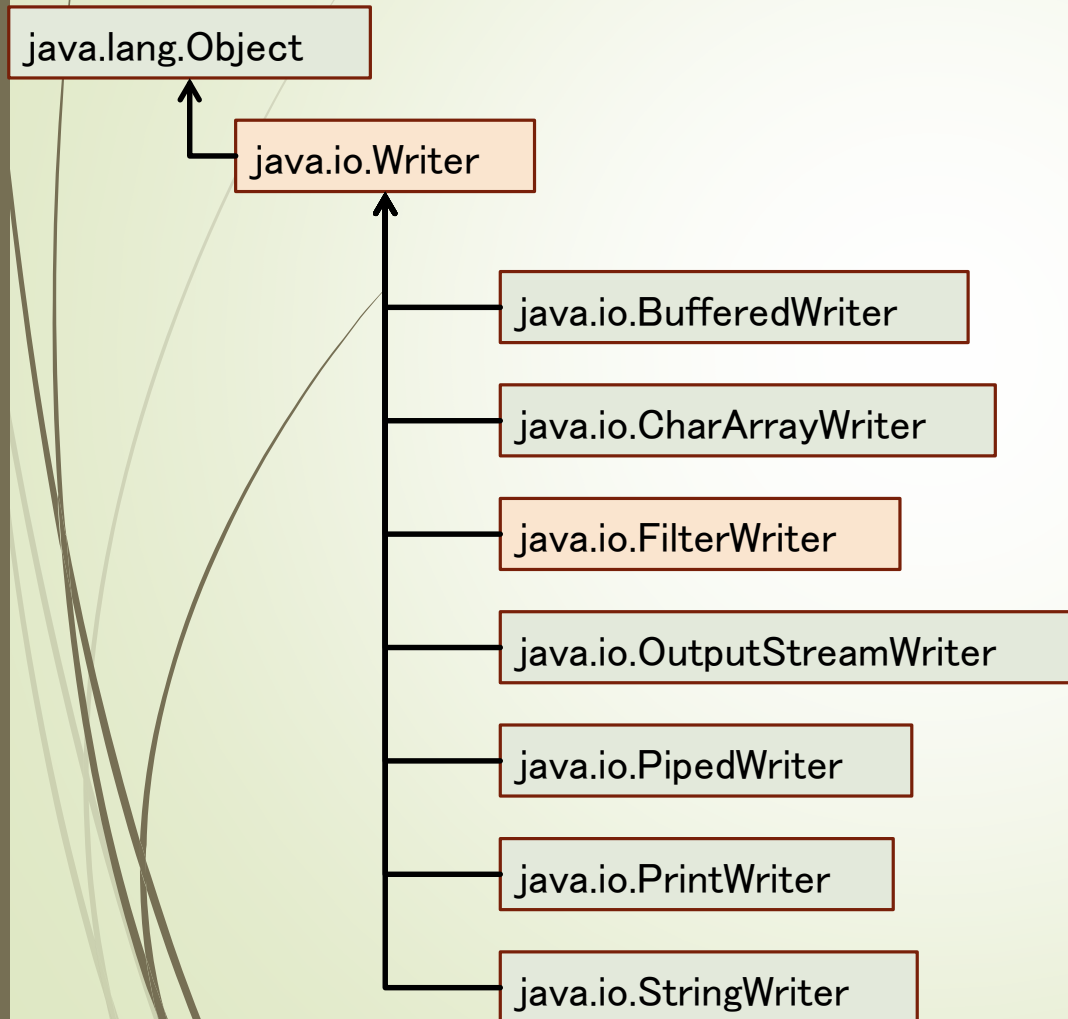 java.lang.Object
java.io.Writer
java.io.BufferedWriter
java.io.CharArrayWriter
java.io.FilterWriter
java.io.OutputStreamWriter
java.io.PipedWriter
java.io.PrintWriter
java.io.StringWriter